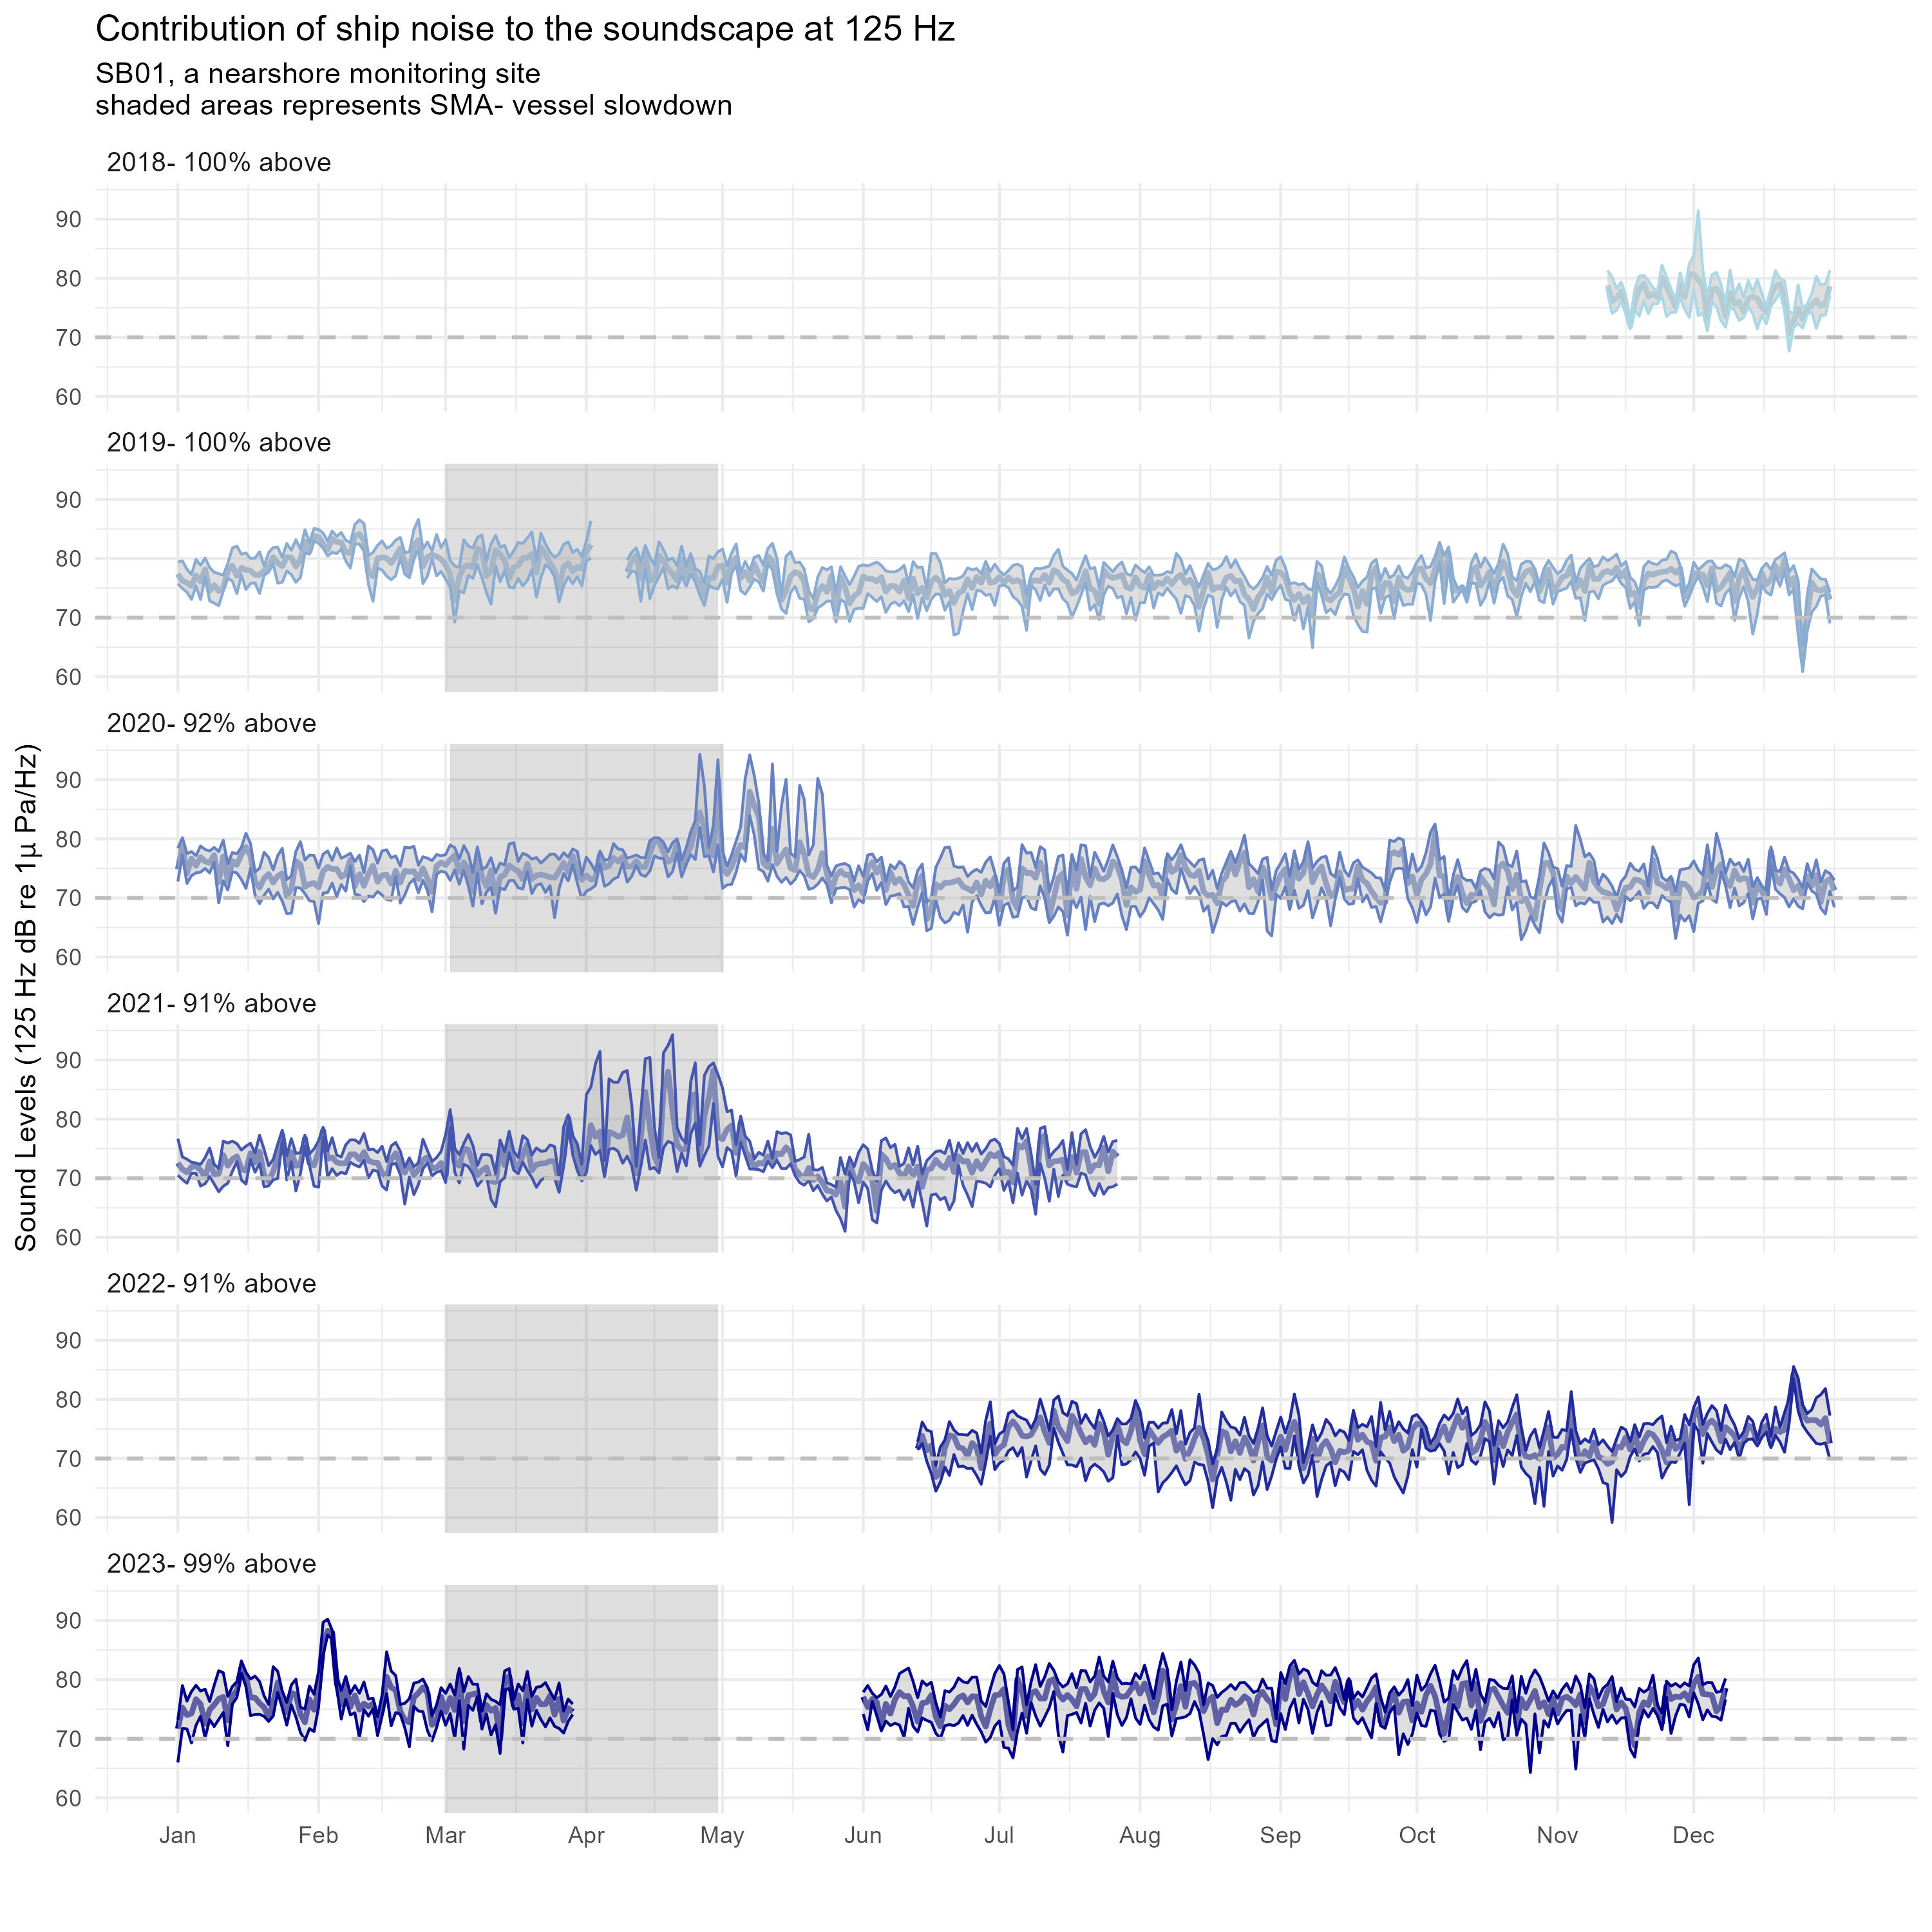 Contribution of ship noise to the soundscape at 125 Hz
SB01, a nearshore monitoring site
shaded areas represents SMA- vessel slowdown
Sound Levels (125 Hz dB re 1µ Pa/Hz)
2018- 100% above
90
80
70
60
2019- 100% above
90
80
70
60
2020- 92% above
90
80
70
60
2021- 91% above
90
80
70
60
2022- 91% above
90
80
70
60
2023- 99% above
90
80
70
60
Jan Feb Mar Apr May Jun Jul Aug Sep Oct Nov Dec